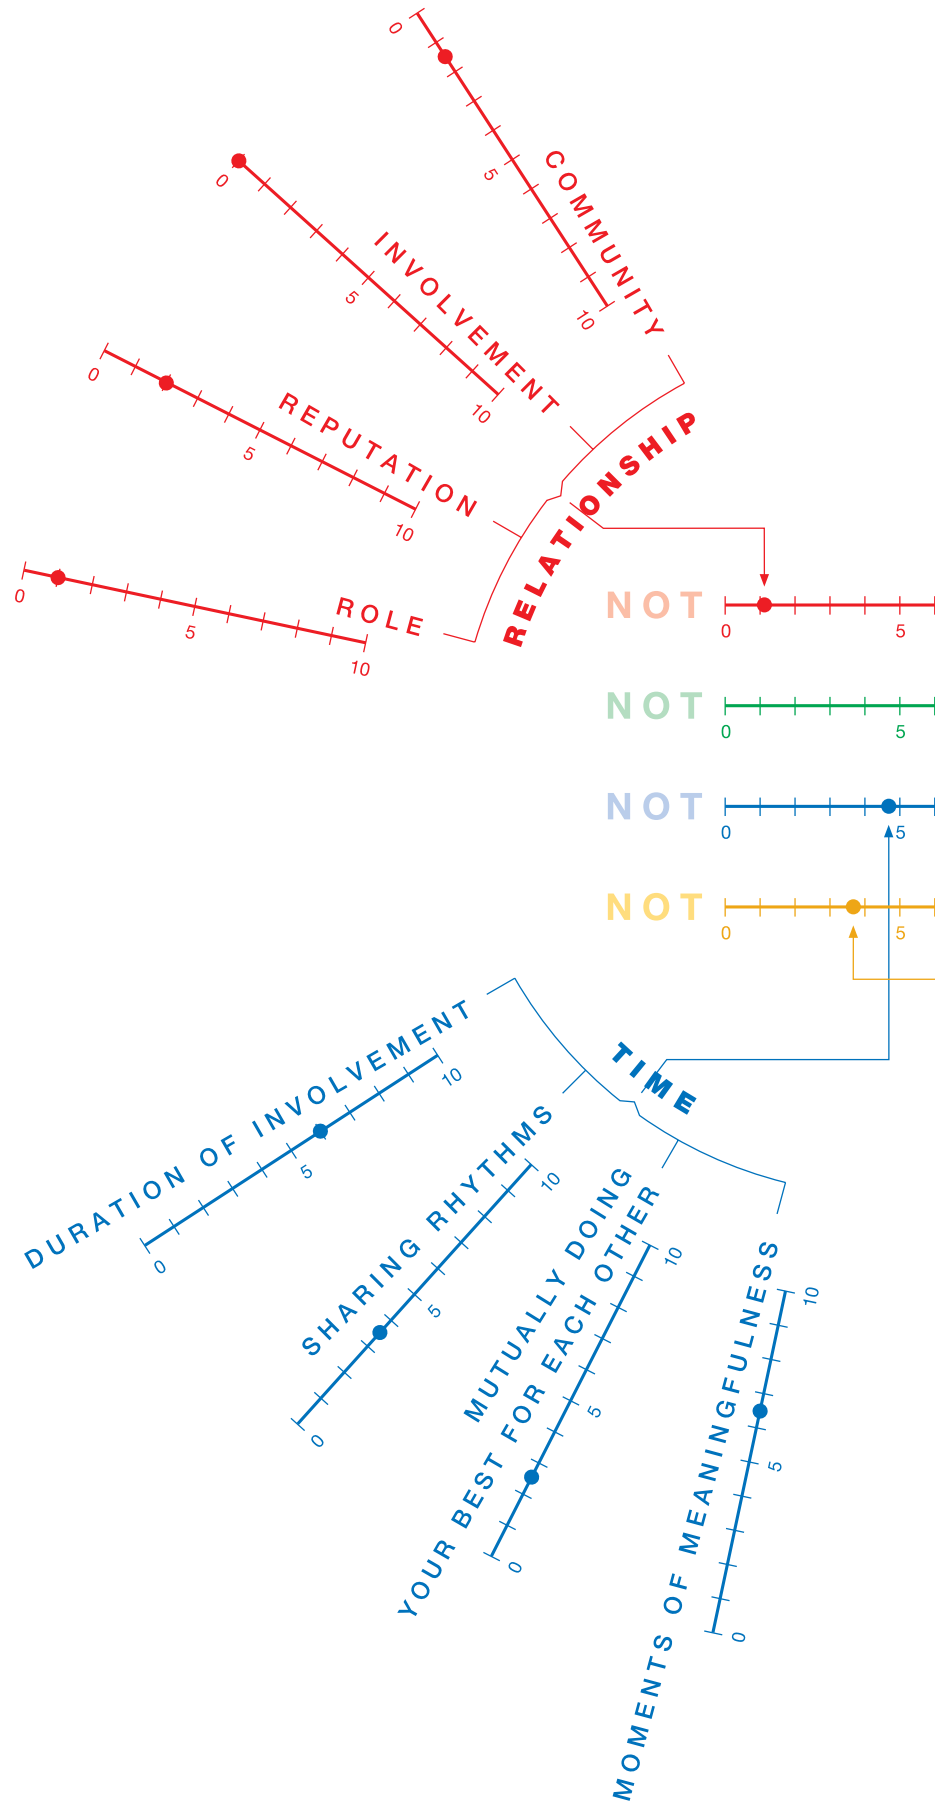 0
5
10
COMMUNITY
0
5
10
INVOLVEMENT
0
5
10
REPUTATION
0
5
10
ROLE
RELATIONSHIP
NOT
0
5
NOT
0
5
NOT
0
5
NOT
0
5
TIME
DURATION OF INVOLVEMENT
0
5
10
SHARING RHYTHMS
0
5
10
MUTUALLY DOING
YOUR BEST FOR EACH OTHER
0
5
10
MOMENTS OF MEANINGFULNESS
0
5
10